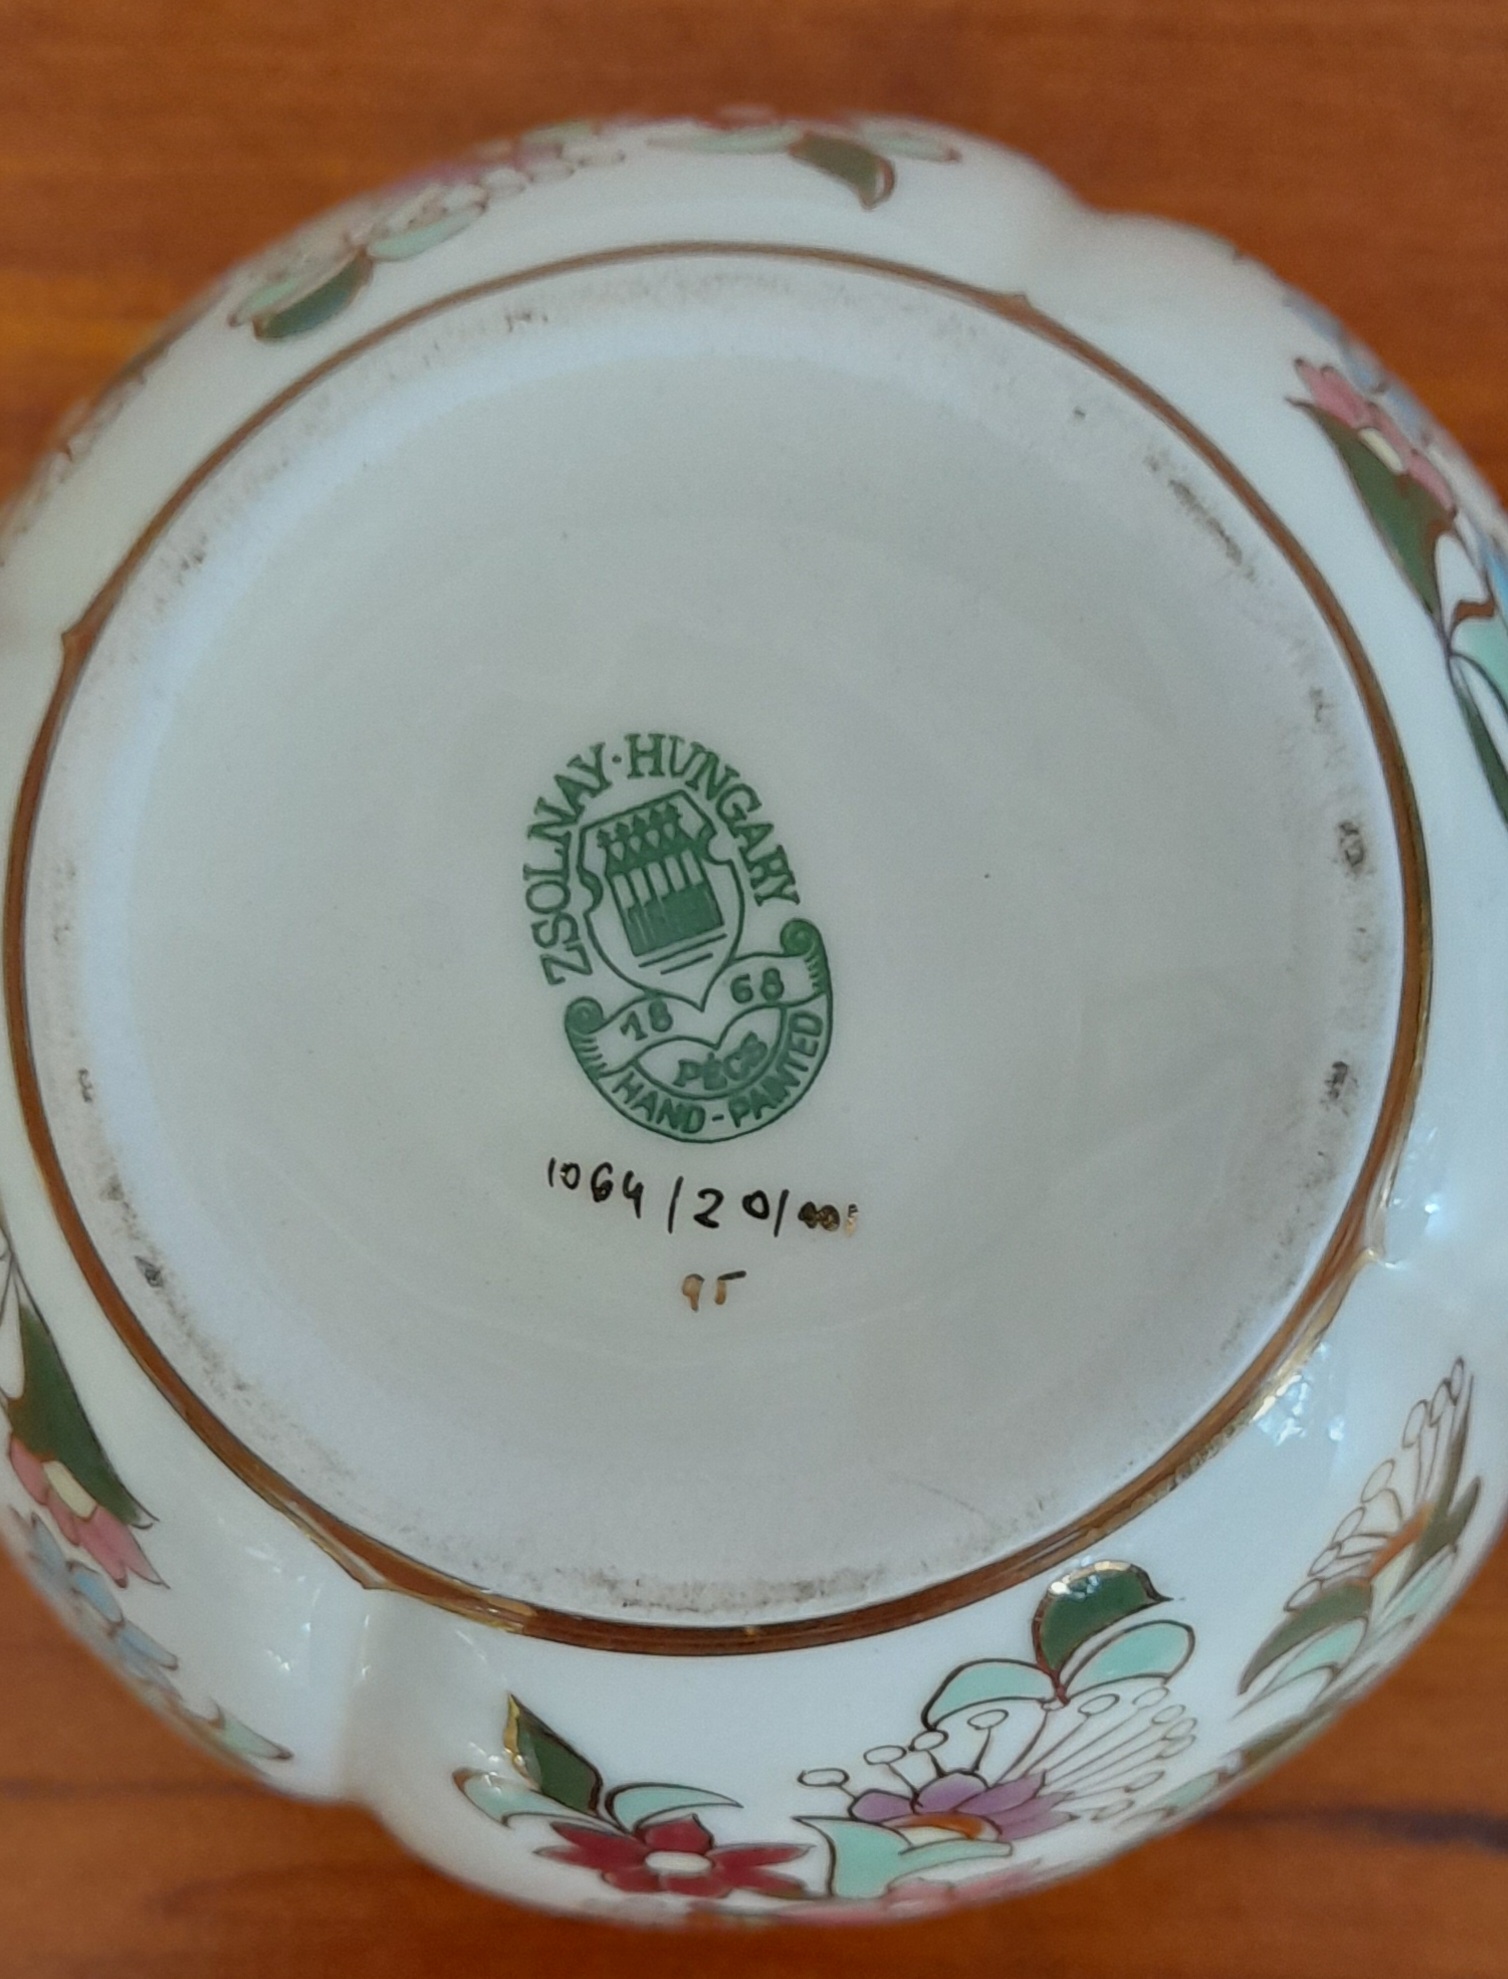 ZSOLNAY·HUNGARY
18 68
PÉCS
HAND-PAINTED
1064/20/
95